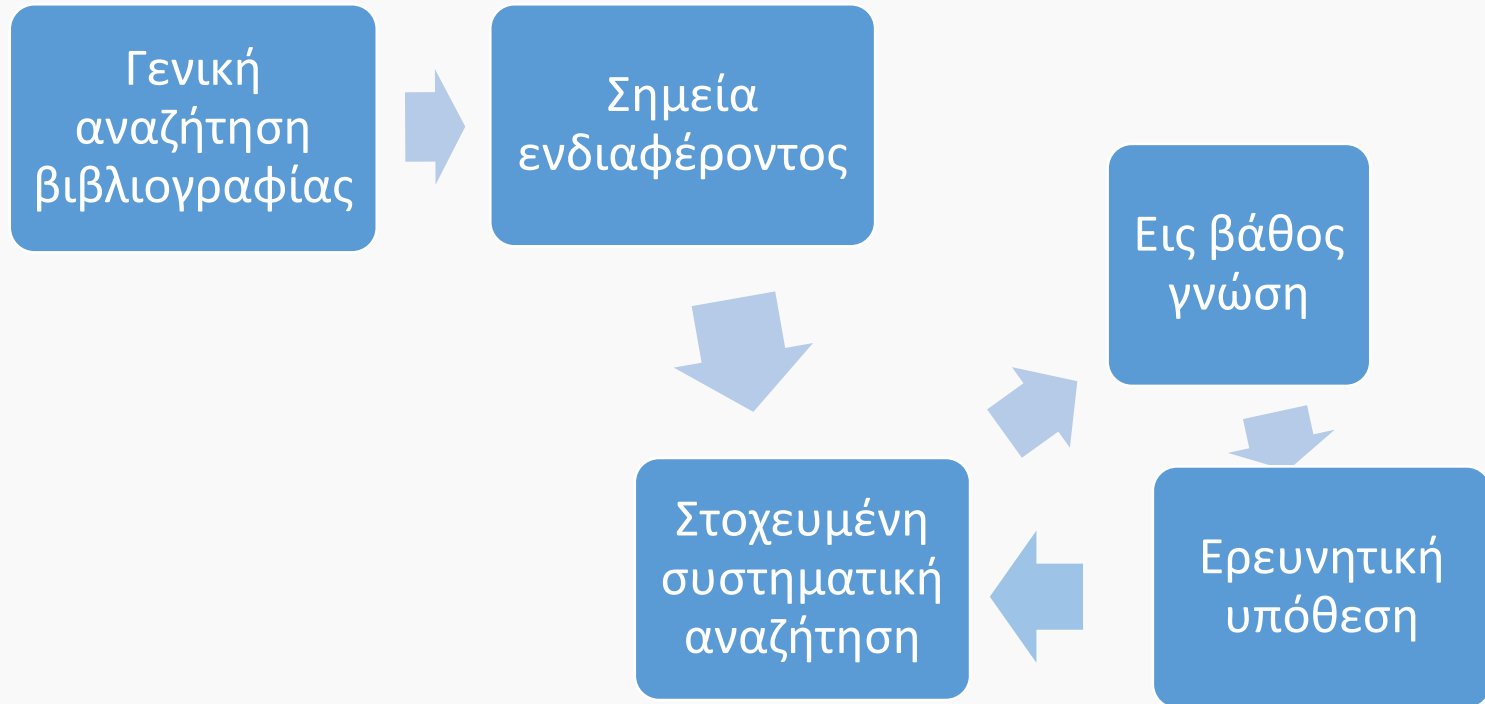 Γενική
αναζήτηση
βιβλιογραφίας
Σημεία
ενδιαφέροντος
Εις βάθος
γνώση
Στοχευμένη
συστηματική
αναζήτηση
Ερευνητική
υπόθεση